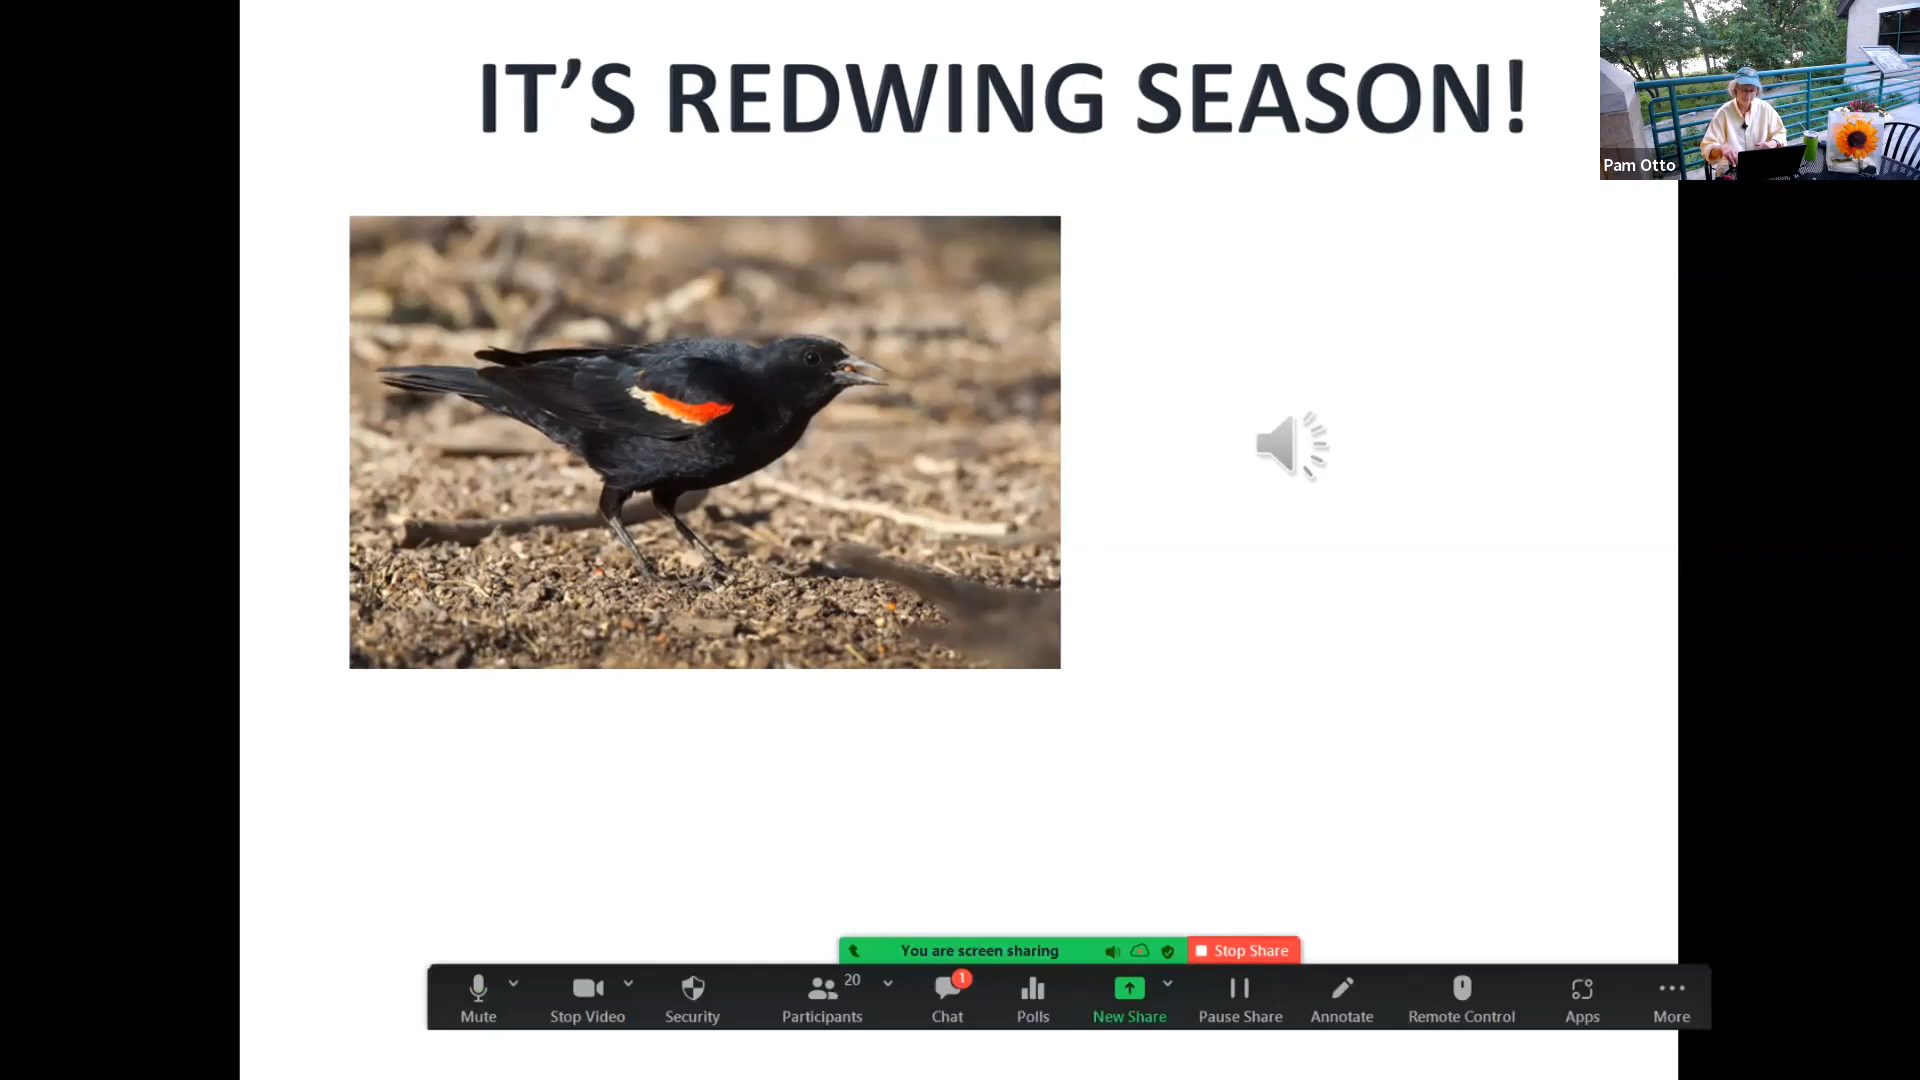 IT’S REDWING SEASON!
Pam Otto
You are screen sharing
Stop Share
20
1
Mute
Stop Video
Security
Participants
Chat
Polls
New Share
Pause Share
Annotate
Remote Control
Apps
More